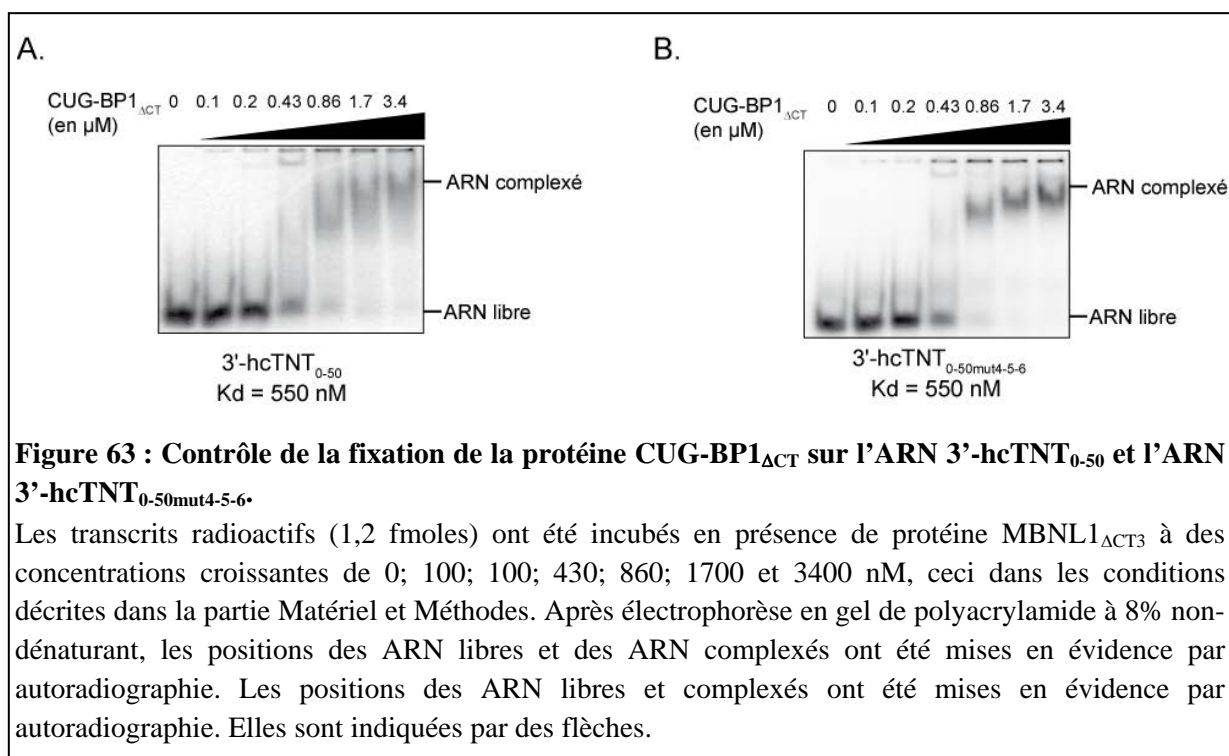 A.
CUG-BP1ΔCT 0 0.1 0.2 0.43 0.86 1.7 3.4
(en µM)
ARN complexé
ARN libre
3'-hcTNT0-50
Kd = 550 nM
B.
CUG-BP1ΔCT 0 0.1 0.2 0.43 0.86 1.7 3.4
(en µM)
ARN complexé
ARN libre
3'-hcTNT0-50mut4-5-6
Kd = 550 nM
Figure 63 : Contrôle de la fixation de la protéine CUG-BP1ΔCT sur l’ARN 3’-hcTNT0-50 et l’ARN
3’-hcTNT0-50mut4-5-6.
Les transcrits radioactifs (1,2 fmoles) ont été incubés en présence de protéine MBNL1ΔCT3 à des
concentrations croissantes de 0; 100; 100; 430; 860; 1700 et 3400 nM, ceci dans les conditions
décrites dans la partie Matériel et Méthodes. Après électrophorèse en gel de polyacrylamide à 8% non-
dénaturant, les positions des ARN libres et des ARN complexés ont été mises en évidence par
autoradiographie. Les positions des ARN libres et complexés ont été mises en évidence par
autoradiographie. Elles sont indiquées par des flèches.